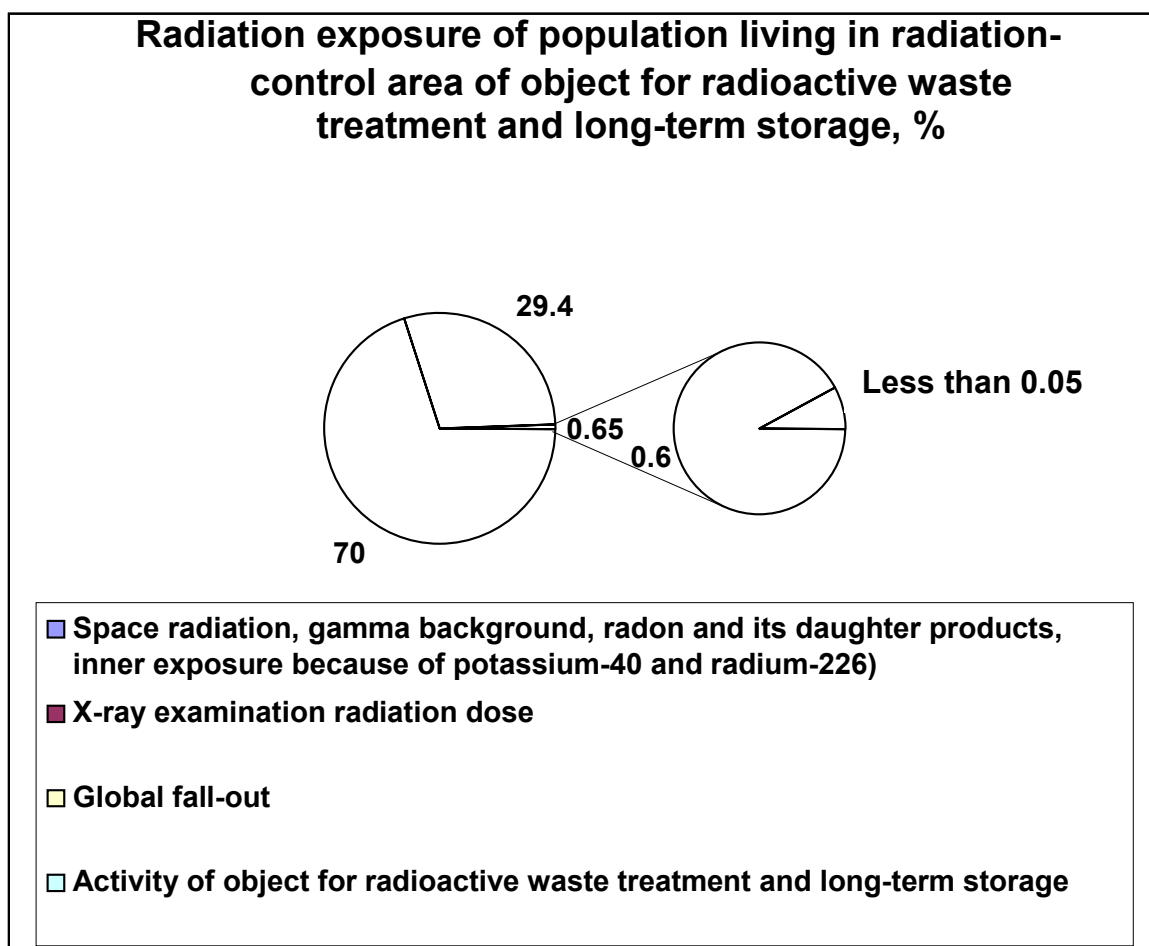 Radiation exposure of population living in radiation-
control area of object for radioactive waste
treatment and long-term storage, %
29.4
Less than 0.05
0.65
0.6
70
Space radiation, gamma background, radon and its daughter products,
inner exposure because of potassium-40 and radium-226)
X-ray examination radiation dose
Global fall-out
Activity of object for radioactive waste treatment and long-term storage